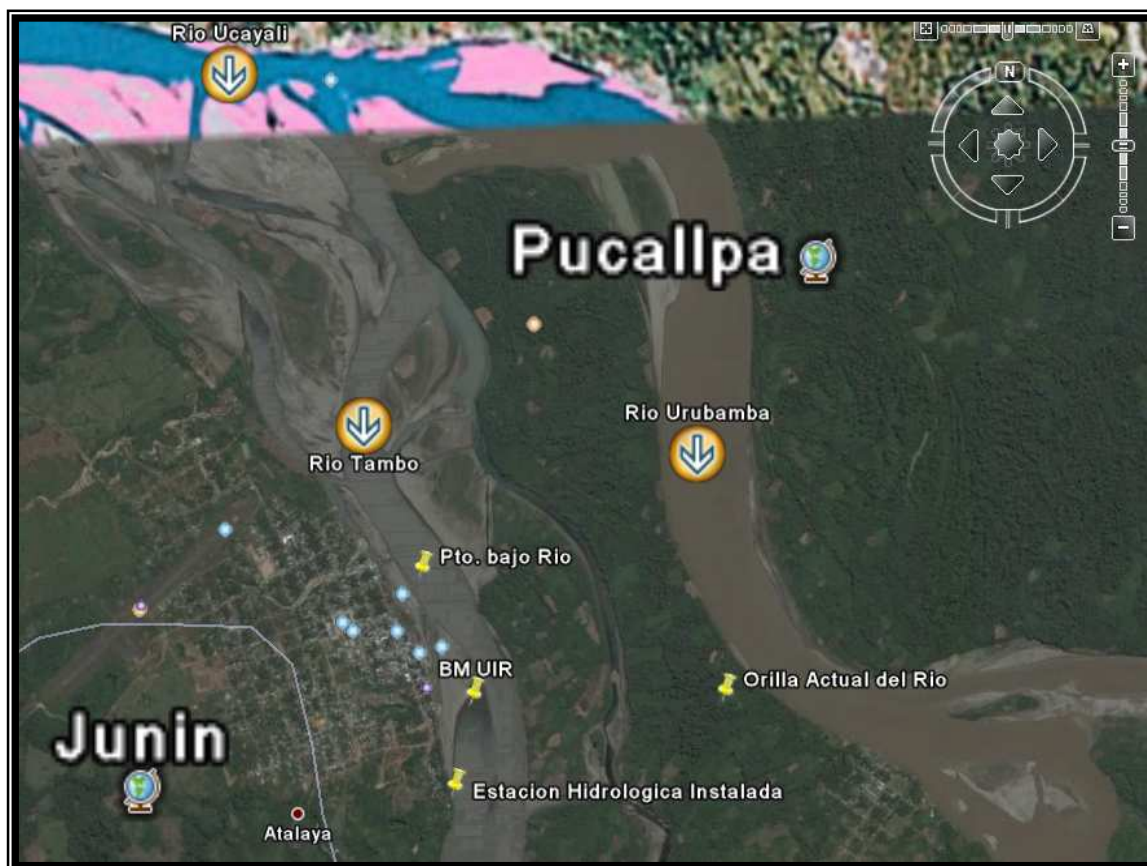 Rio Ucayali
N
Pucallpa
Rio Urubamba
Rio Tambo
Pto. bajo Rio
BM UIR
Orilla Actual del Rio
Junin
Estacion Hidrologica Instalada
Atalaya